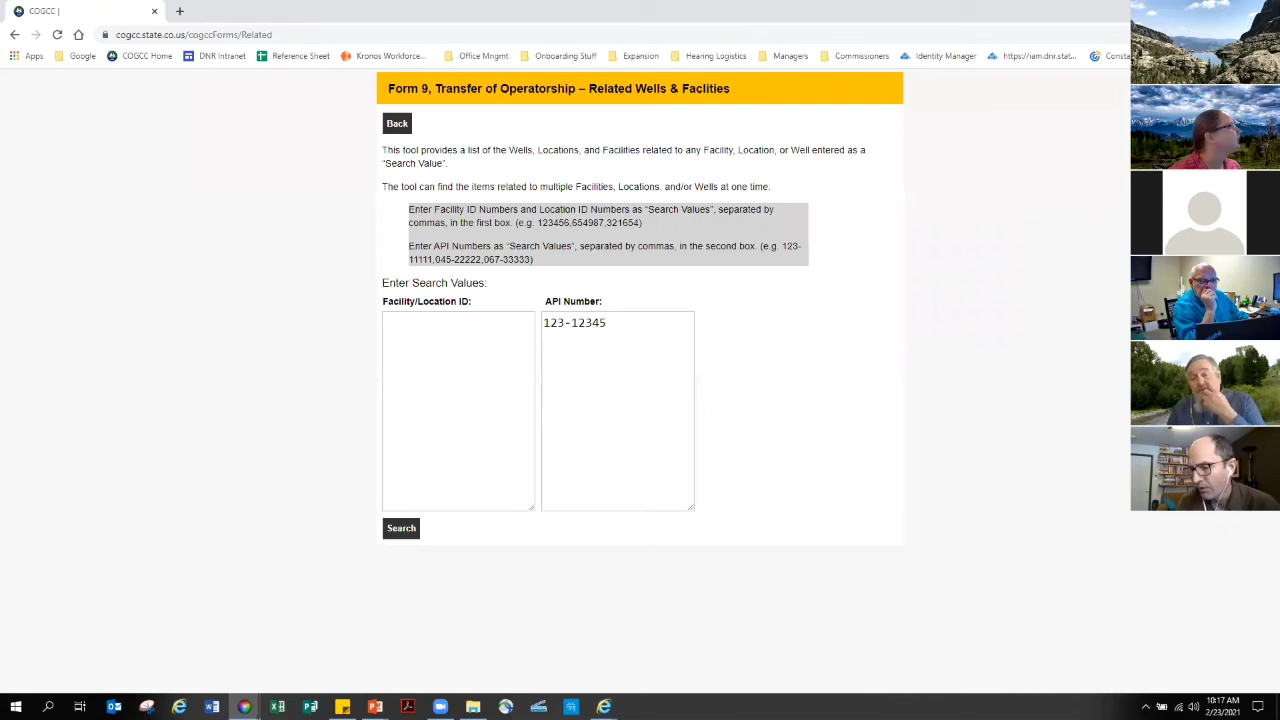 COGCC |
cogcc.state.co.us/cogccForms/Related
Apps Google COGCC Home DNR Intranet Reference Sheet Kronos Workforce... Office Mngmt Onboarding Stuff Expansion Hearing Logistics Managers Commissioners Identity Manager https://iam.dnr.stat... Consta
Form 9, Transfer of Operatorship – Related Wells & Faclities
Back
This tool provides a list of the Wells, Locations, and Facilities related to any Facility, Location, or Well entered as a
“Search Value”.
The tool can find the items related to multiple Facilities, Locations, and/or Wells at one time.
Enter Facility ID Numbers and Location ID Numbers as “Search Values”, separated by
commas, in the first box. (e.g. 123456,654987,321654)
Enter API Numbers as “Search Values”, separated by commas, in the second box. (e.g. 123-
11111,045-22222,067-33333)
Enter Search Values:
Facility/Location ID: API Number:
123-12345
Search
10:17 AM
2/23/2021